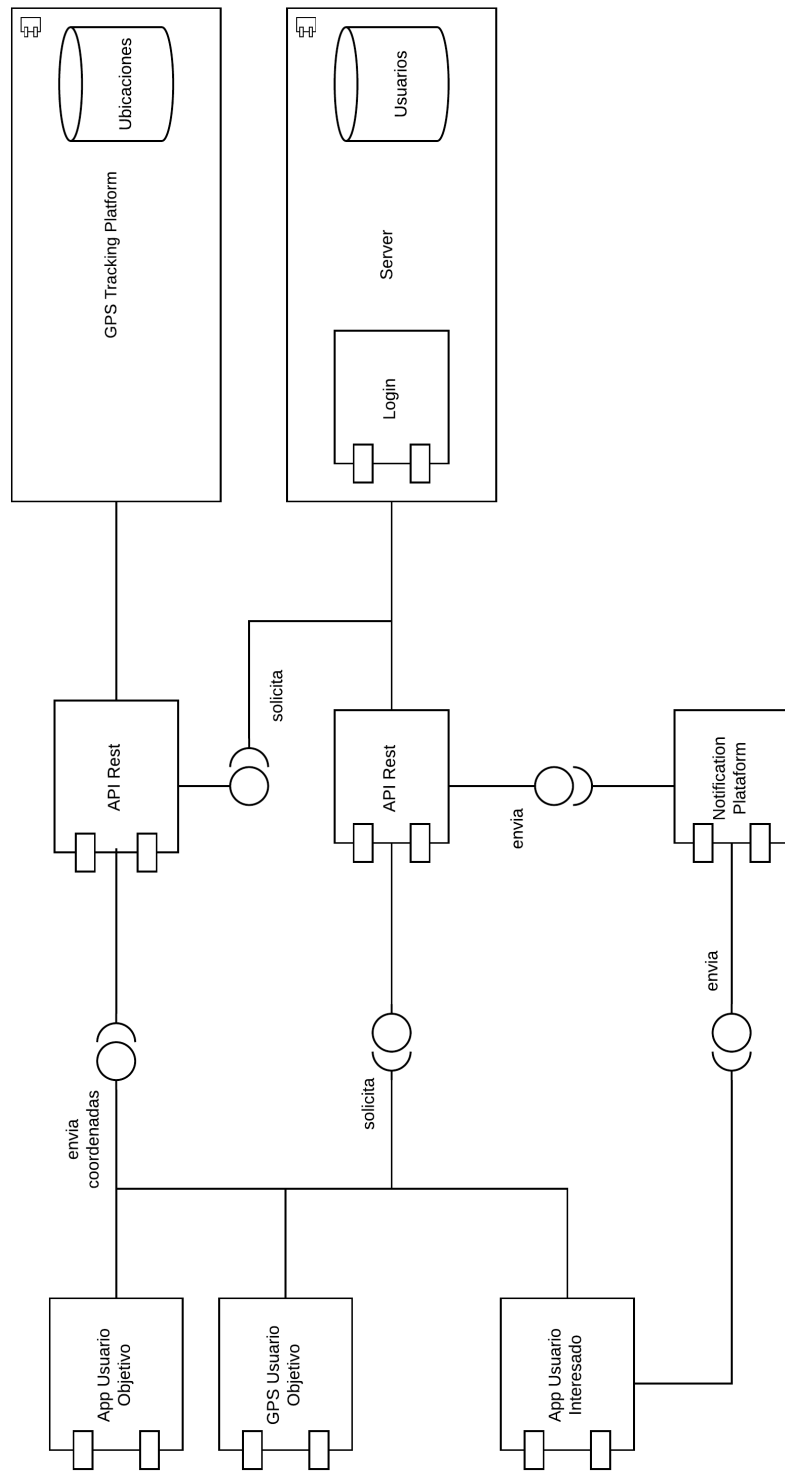 Ubicaciones
GPS Tracking Platform
Usuarios
Server
Login
API Rest
solicita
API Rest
envia
Notification
Plataform
envia
coordenadas
solicita
envia
App Usuario
Objetivo
GPS Usuario
Objetivo
App Usuario
Interesado